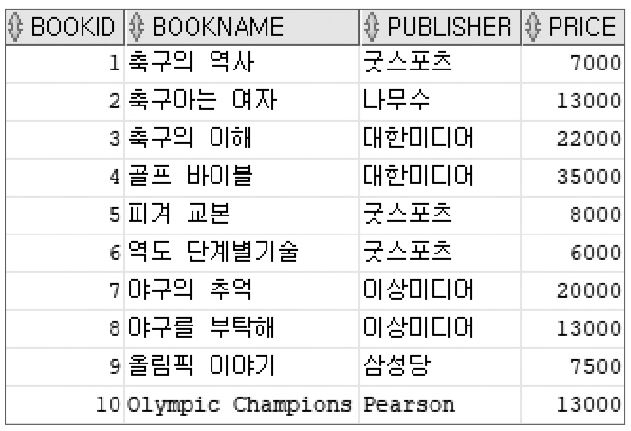 BOOKID BOOKNAME PUBLISHER PRICE
1 축구의 역사 굿스포츠 7000
2 축구아는 여자 나무수 13000
3 축구의 이해 대한미디어 22000
4 골프 바이블 대한미디어 35000
5 피겨 교본 굿스포츠 8000
6 역도 단계별기술 굿스포츠 6000
7 야구의 추억 이상미디어 20000
8 야구를 부탁해 이상미디어 13000
9 올림픽 이야기 삼성당 7500
10 Olympic Champions Pearson 13000